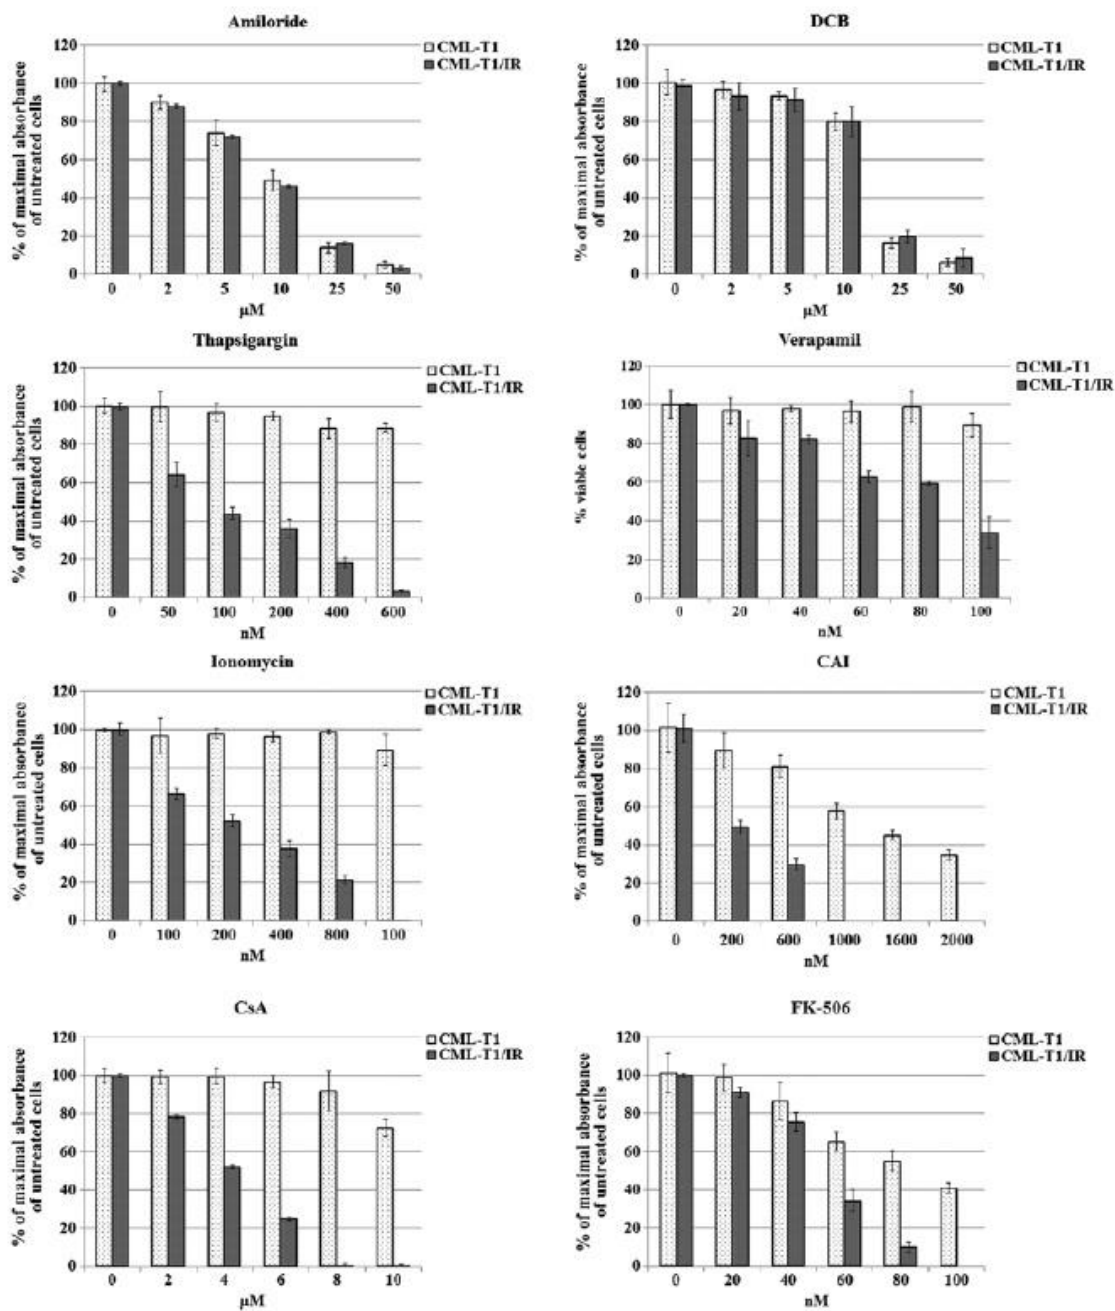 Amiloride
120
100
80
60
40
20
0
% of maximal absorbance
of untreated cells
CML-T1
CML-T1/IR
0 2 5 10 25 50
µM
DCB
120
100
80
60
40
20
0
% of maximal absorbance
of untreated cells
CML-T1
CML-T1/IR
0 2 5 10 25 50
µM
Thapsigargin
120
100
80
60
40
20
0
% of maximal absorbance
of untreated cells
CML-T1
CML-T1/IR
0 50 100 200 400 600
nM
Verapamil
120
100
80
60
40
20
0
% viable cells
CML-T1
CML-T1/IR
0 20 40 60 80 100
nM
Ionomycin
120
100
80
60
40
20
0
% of maximal absorbance
of untreated cells
CML-T1
CML-T1/IR
0 100 200 400 800 100
nM
CAI
120
100
80
60
40
20
0
% of maximal absorbance
of untreated cells
CML-T1
CML-T1/IR
0 200 600 1000 1600 2000
nM
CsA
120
100
80
60
40
20
0
% of maximal absorbance
of untreated cells
CML-T1
CML-T1/IR
0 2 4 6 8 10
µM
FK-506
120
100
80
60
40
20
0
% of maximal absorbance
of untreated cells
CML-T1
CML-T1/IR
0 20 40 60 80 100
nM